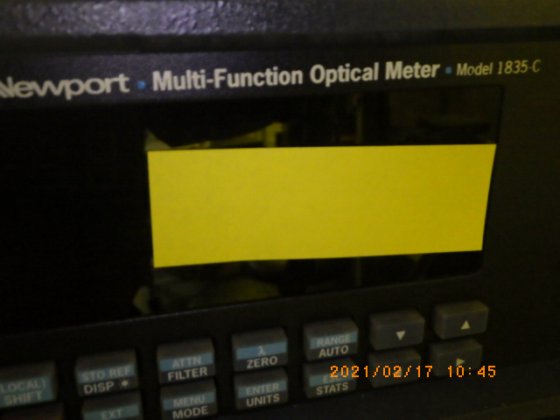 Newport • Multi-Function Optical Meter • Model 1835-C
RANGE
AUTO
λ
ZERO
ATTN
FILTER
STO REF
DISP *
(LOCAL)
SHIFT
STATS
ENTER
UNITS
MENU
MODE
EXT
2021/02/17 10:45